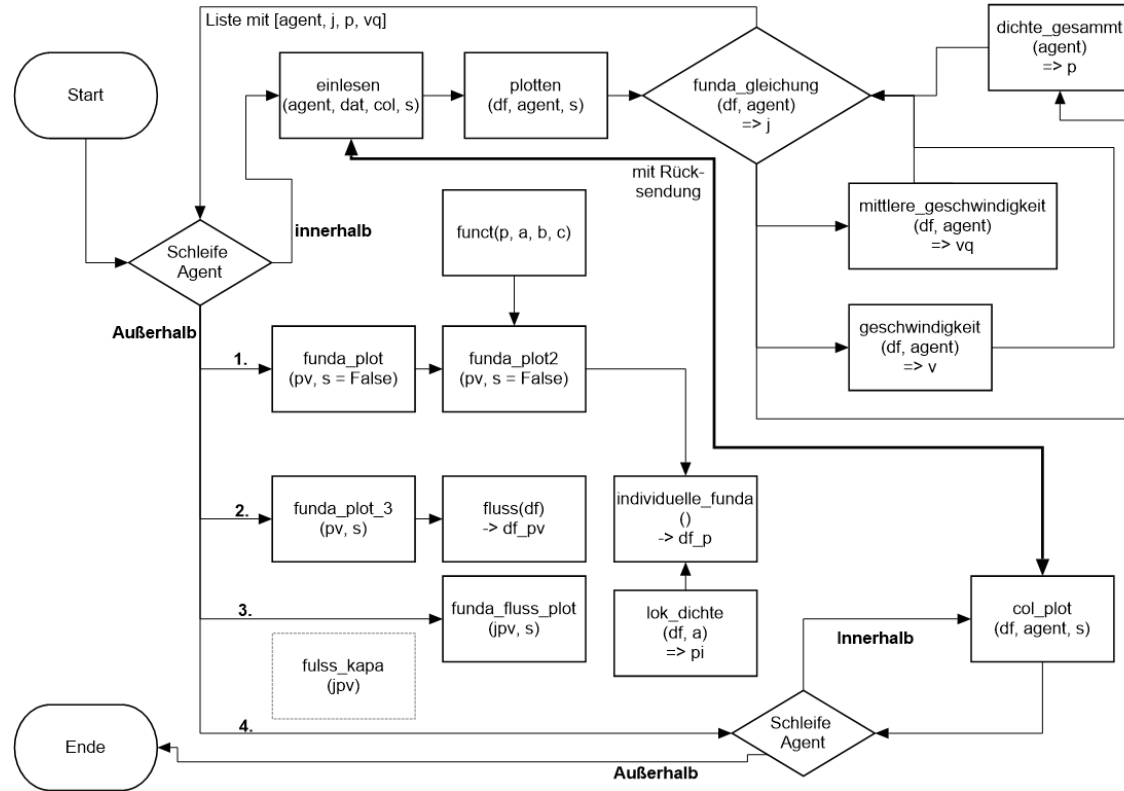 Liste mit [agent, j, p, vq]
Start
einlesen
(agent, dat, col, s)
plotten
(df, agent, s)
funda_gleichung
(df, agent)
=> j
dichte_gesammt
(agent)
=> p
mit Rück-
sendung
mittlere_geschwindigkeit
(df, agent)
=> vq
innerhalb
Schleife
Agent
funct(p, a, b, c)
Außerhalb
geschwindigkeit
(df, agent)
=> v
1.
funda_plot
(pv, s = False)
funda_plot2
(pv, s = False)
2.
funda_plot_3
(pv, s)
fluss(df)
-> df_pv
individuelle_funda
()
-> df_p
3.
funda_fluss_plot
(jpv, s)
lok_dichte
(df, a)
=> pi
col_plot
(df, agent, s)
Innerhalb
fulss_kapa
(jpv)
4.
Schleife
Agent
Ende
Außerhalb